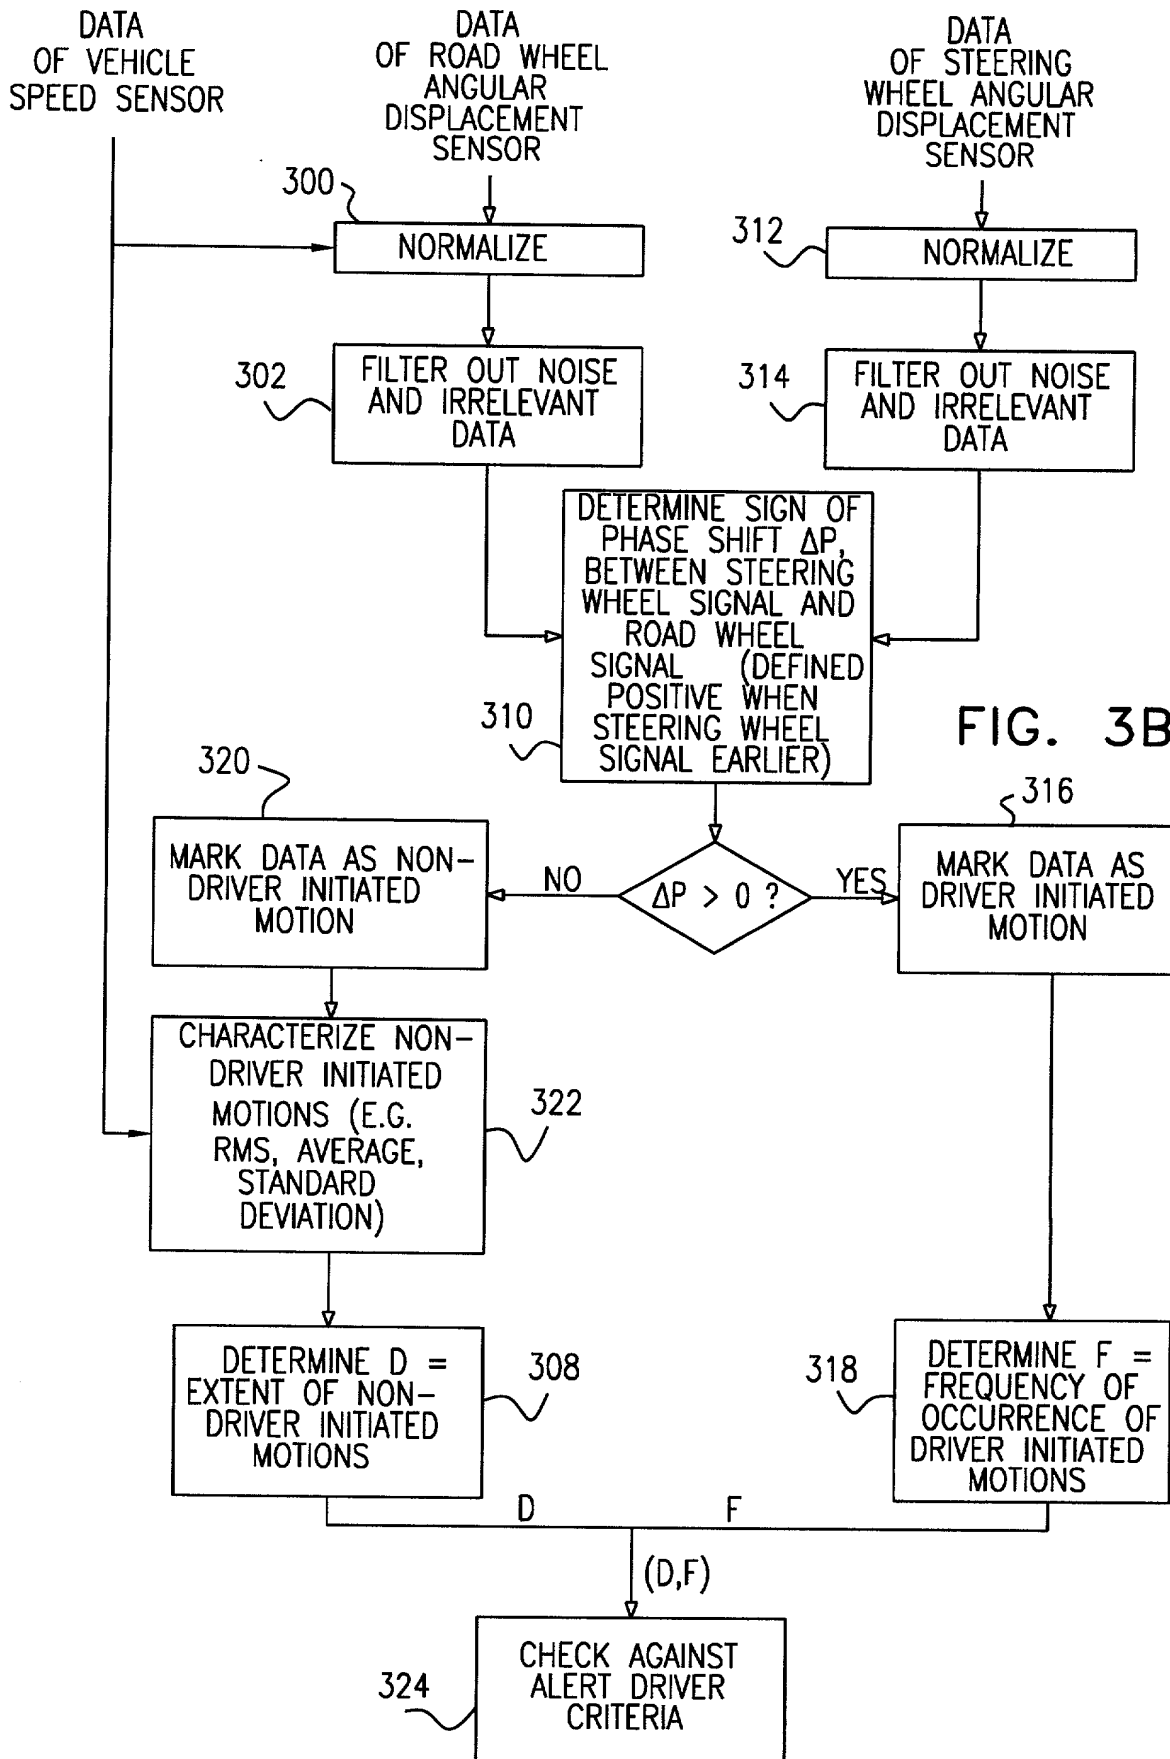 DATA
OF VEHICLE
SPEED SENSOR
DATA
OF ROAD WHEEL
ANGULAR
DISPLACEMENT
SENSOR
DATA
OF STEERING
WHEEL ANGULAR
DISPLACEMENT
SENSOR
300
NORMALIZE
312
NORMALIZE
302
FILTER OUT NOISE
AND IRRELEVANT
DATA
314
FILTER OUT NOISE
AND IRRELEVANT
DATA
DETERMINE SIGN OF
PHASE SHIFT ΔP,
BETWEEN STEERING
WHEEL SIGNAL AND
ROAD WHEEL
SIGNAL (DEFINED
POSITIVE WHEN
STEERING WHEEL
SIGNAL EARLIER)
310
FIG. 3B
320
MARK DATA AS NON-
DRIVER INITIATED
MOTION
NO
ΔP > 0 ?
YES
316
MARK DATA AS
DRIVER INITIATED
MOTION
CHARACTERIZE NON-
DRIVER INITIATED
MOTIONS (E.G.
RMS, AVERAGE,
STANDARD
DEVIATION)
322
DETERMINE D =
EXTENT OF NON-
DRIVER INITIATED
MOTIONS
308
318
DETERMINE F =
FREQUENCY OF
OCCURRENCE OF
DRIVER INITIATED
MOTIONS
D
F
(D,F)
324
CHECK AGAINST
ALERT DRIVER
CRITERIA